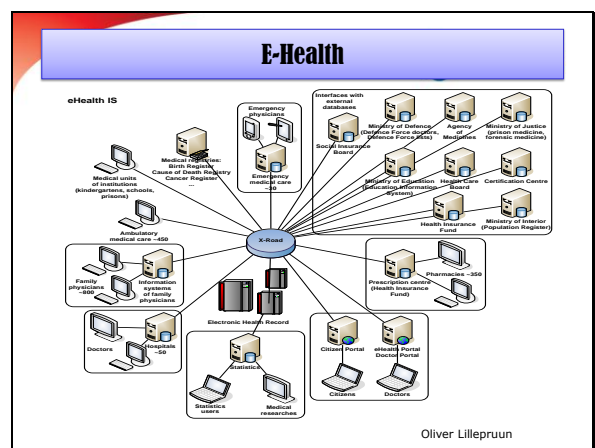 E-Health
eHealth IS
Emergency
physicians
Emergency
medical care
~30
Interfaces with
external
databases
Social Insurance
Board
Ministry of Defence
(Defence Force doctors,
Defence Force lists)
Agency
of
Medicines
Ministry of Justice
(prison medicine,
forensic medicine)
Ministry of Education
(Education Information
System)
Health Care
Board
Certification Centre
Health Insurance
Fund
Ministry of Interior
(Population Register)
Medical registries:
Birth Register
Cause of Death Registry
Cancer Register
...
Medical units
of institutions
(kindergartens, schools,
prisons)
Ambulatory
medical care ~450
X-Road
Family
physicians
~800
Information
systems
of family
physicians
Doctors
Hospitals
~50
Electronic Health Record
Prescription centre
(Health Insurance
Fund)
Pharmacies ~350
Statistics
Statistics
users
Medical
researches
Citizen Portal
eHealth Portal
Doctor Portal
Citizens
Doctors
Oliver Lillepruun